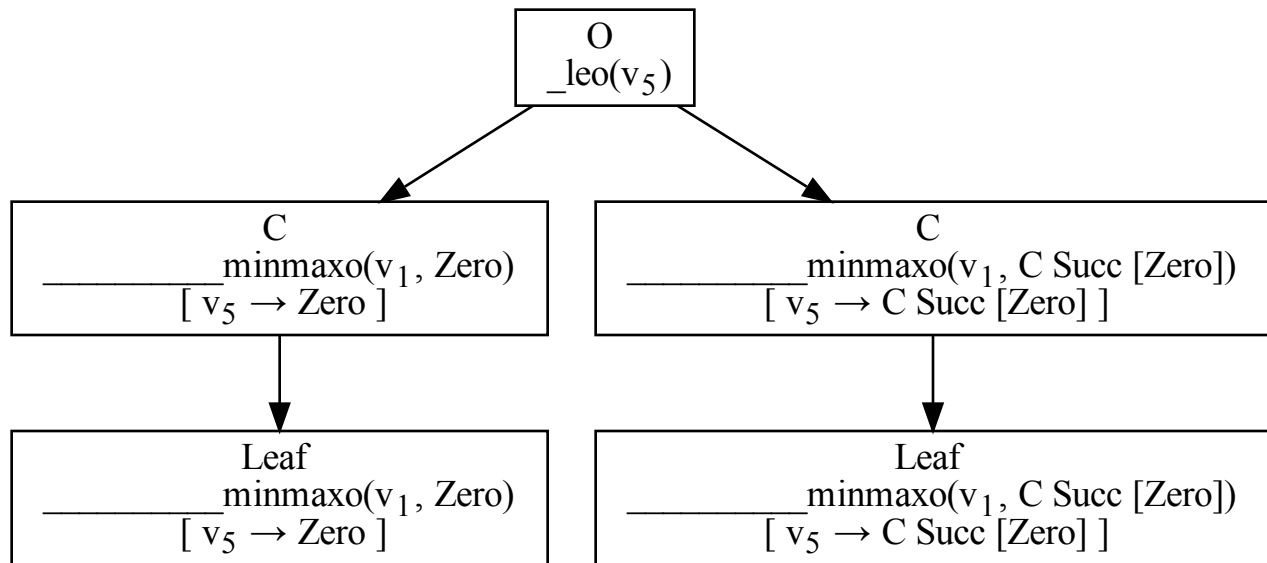 O
_leo(v₅)
C
__________minmaxo(v₁, Zero)
[ v₅ → Zero ]
C
__________minmaxo(v₁, C Succ [Zero])
[ v₅ → C Succ [Zero] ]
Leaf
__________minmaxo(v₁, Zero)
[ v₅ → Zero ]
Leaf
__________minmaxo(v₁, C Succ [Zero])
[ v₅ → C Succ [Zero] ]